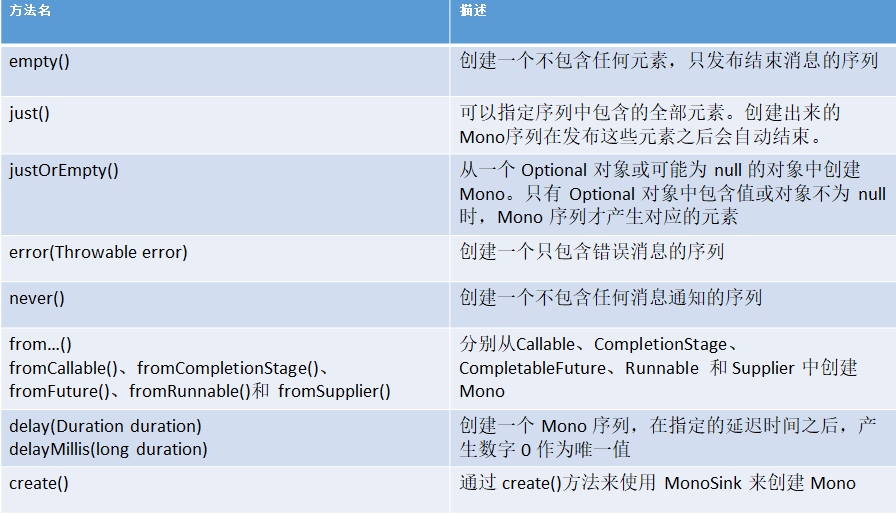 方法名
描述
empty()
创建一个不包含任何元素，只发布结束消息的序列
just()
可以指定序列中包含的全部元素。创建出来的
Mono序列在发布这些元素之后会自动结束。
justOrEmpty()
从一个 Optional 对象或可能为 null 的对象中创建
Mono。只有 Optional 对象中包含值或对象不为 null
时，Mono 序列才产生对应的元素
error(Throwable error)
创建一个只包含错误消息的序列
never()
创建一个不包含任何消息通知的序列
from...()
fromCallable()、fromCompletionStage()、
fromFuture()、fromRunnable()和 fromSupplier()
分别从Callable、CompletionStage、
CompletableFuture、Runnable 和 Supplier 中创建
Mono
delay(Duration duration)
delayMillis(long duration)
创建一个 Mono 序列，在指定的延迟时间之后，产
生数字 0 作为唯一值
create()
通过 create()方法来使用 MonoSink 来创建 Mono